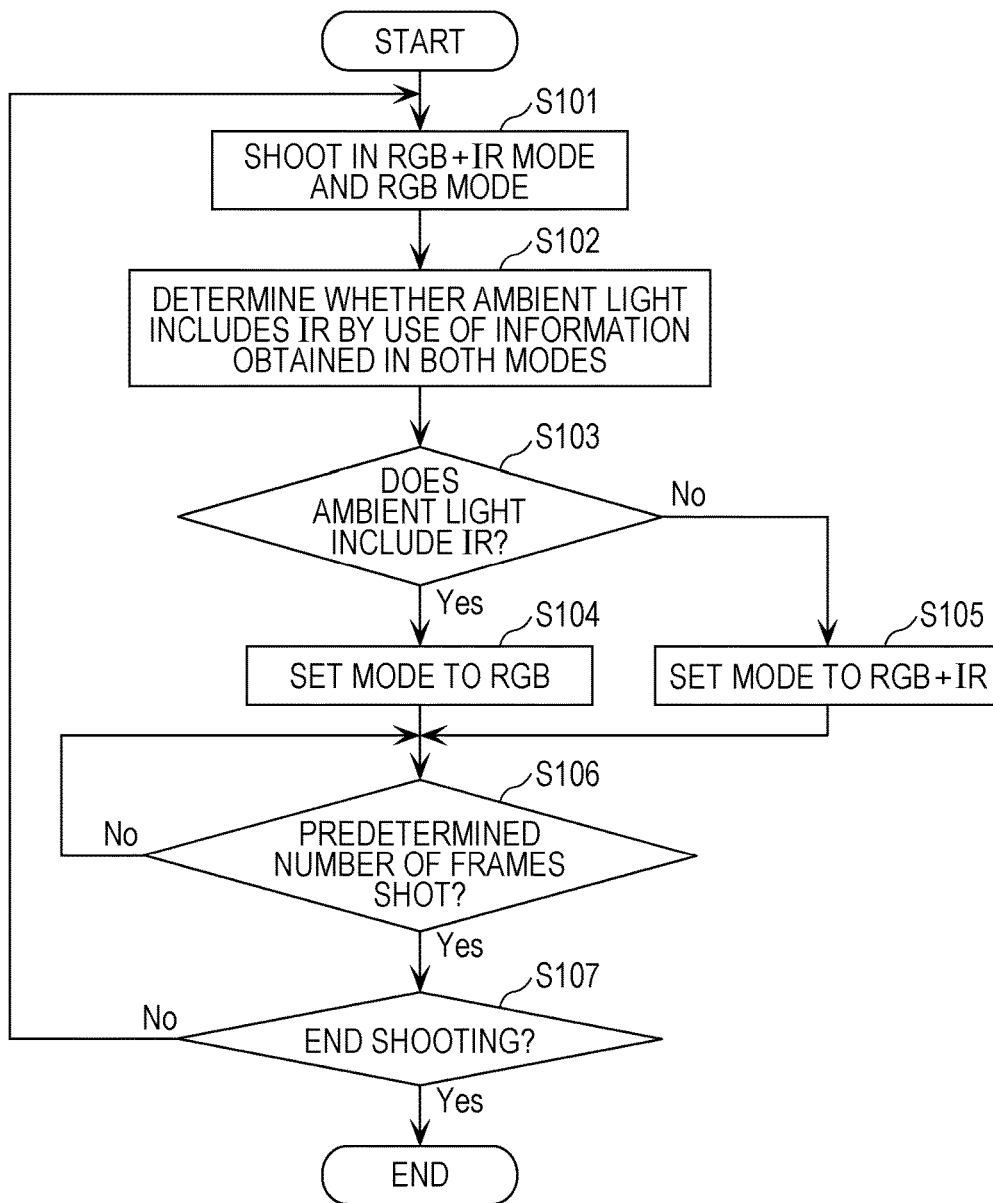 START
S101
SHOOT IN RGB+IR MODE
AND RGB MODE
S102
DETERMINE WHETHER AMBIENT LIGHT
INCLUDES IR BY USE OF INFORMATION
OBTAINED IN BOTH MODES
S103
DOES
AMBIENT LIGHT
INCLUDE IR?
No
Yes
S104
SET MODE TO RGB
S105
SET MODE TO RGB+IR
S106
PREDETERMINED
NUMBER OF FRAMES
SHOT?
No
Yes
S107
END SHOOTING?
No
Yes
END